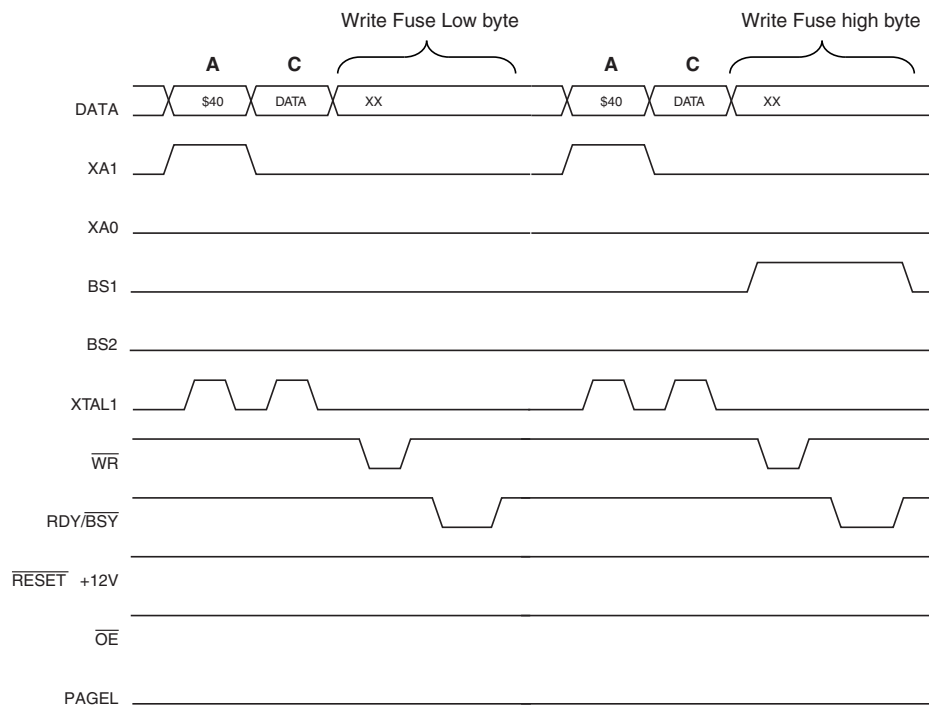 Write Fuse Low byte Write Fuse high byte
A C A C
DATA $40 DATA XX $40 DATA XX
XA1
XA0
BS1
BS2
XTAL1
WR
RDY/BSY
RESET +12V
OE
PAGEL